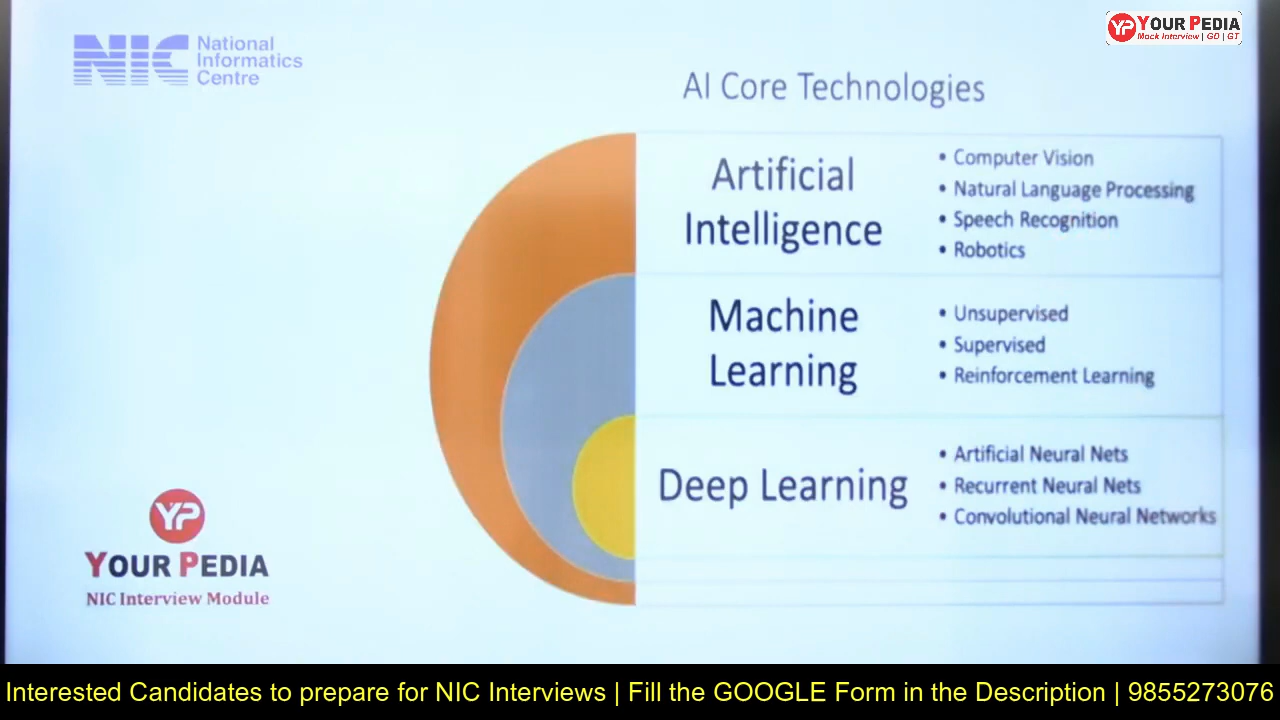 NIC National
Informatics
Centre
YP YOUR PEDIA
Mock Interview | GD | GT
AI Core Technologies
Artificial
Intelligence
• Computer Vision
• Natural Language Processing
• Speech Recognition
• Robotics
Machine
Learning
• Unsupervised
• Supervised
• Reinforcement Learning
Deep Learning
• Artificial Neural Nets
• Recurrent Neural Nets
• Convolutional Neural Networks
YP
YOUR PEDIA
NIC Interview Module
Interested Candidates to prepare for NIC Interviews | Fill the GOOGLE Form in the Description | 9855273076